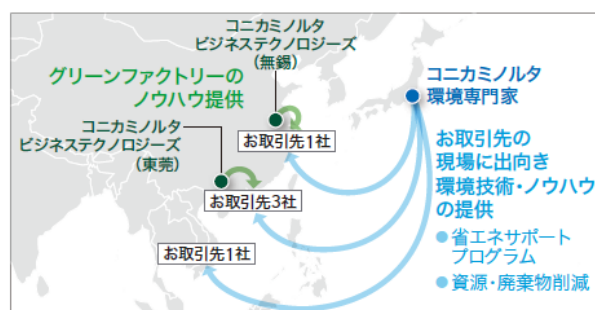 コニカミノルタ
ビジネステクノロジーズ
(無錫)
グリーンファクトリーの
ノウハウ提供
コニカミノルタ
環境専門家
コニカミノルタ
ビジネステクノロジーズ
(東莞)
お取引先1社
お取引先の
現場に出向き
環境技術・ノウハウ
の提供
お取引先3社
●省エネサポート
プログラム
お取引先1社
●資源・廃棄物削減